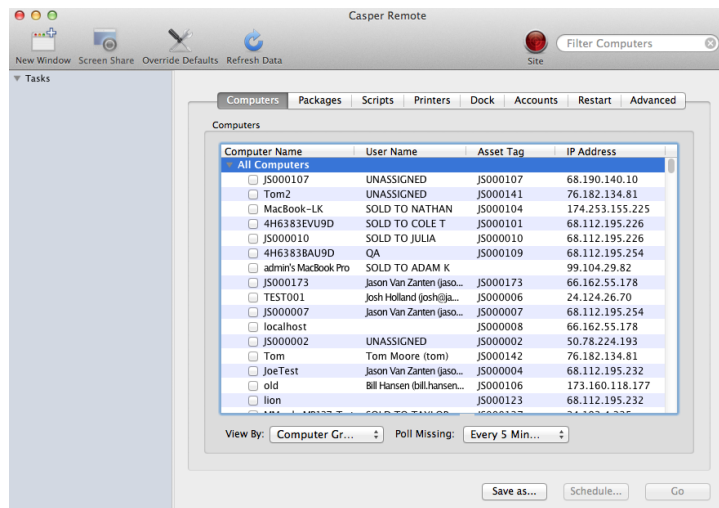 Casper Remote
New Window Screen Share Override Defaults Refresh Data Site Filter Computers
Tasks
Computers Packages Scripts Printers Dock Accounts Restart Advanced
Computers
Computer Name User Name Asset Tag IP Address
All Computers
JS000107 UNASSIGNED JS000107 68.190.140.10
Tom2 UNASSIGNED JS000141 76.182.134.81
MacBook-LK SOLD TO NATHAN JS000104 174.253.155.225
4H6383EVU9D SOLD TO COLE T JS000101 68.112.195.226
JS000010 SOLD TO JULIA JS000010 68.112.195.226
4H6383BAU9D QA JS000109 68.112.195.254
admin's MacBook Pro SOLD TO ADAM K 99.104.29.82
JS000173 Jason Van Zanten (jaso... JS000173 66.162.55.178
TEST001 Josh Holland (josh@ja... JS000006 24.124.26.70
JS000007 Jason Van Zanten (jaso... JS000007 68.112.195.254
localhost JS000008 66.162.55.178
JS000002 UNASSIGNED JS000002 50.78.224.193
Tom Tom Moore (tom) JS000142 76.182.134.81
JoeTest Jason Van Zanten (jaso... JS000004 68.112.195.232
old Bill Hansen (bill.hansen... JS000106 173.160.118.177
lion JS000123 68.112.195.232
View By: Computer Gr... Poll Missing: Every 5 Min...
Save as... Schedule... Go